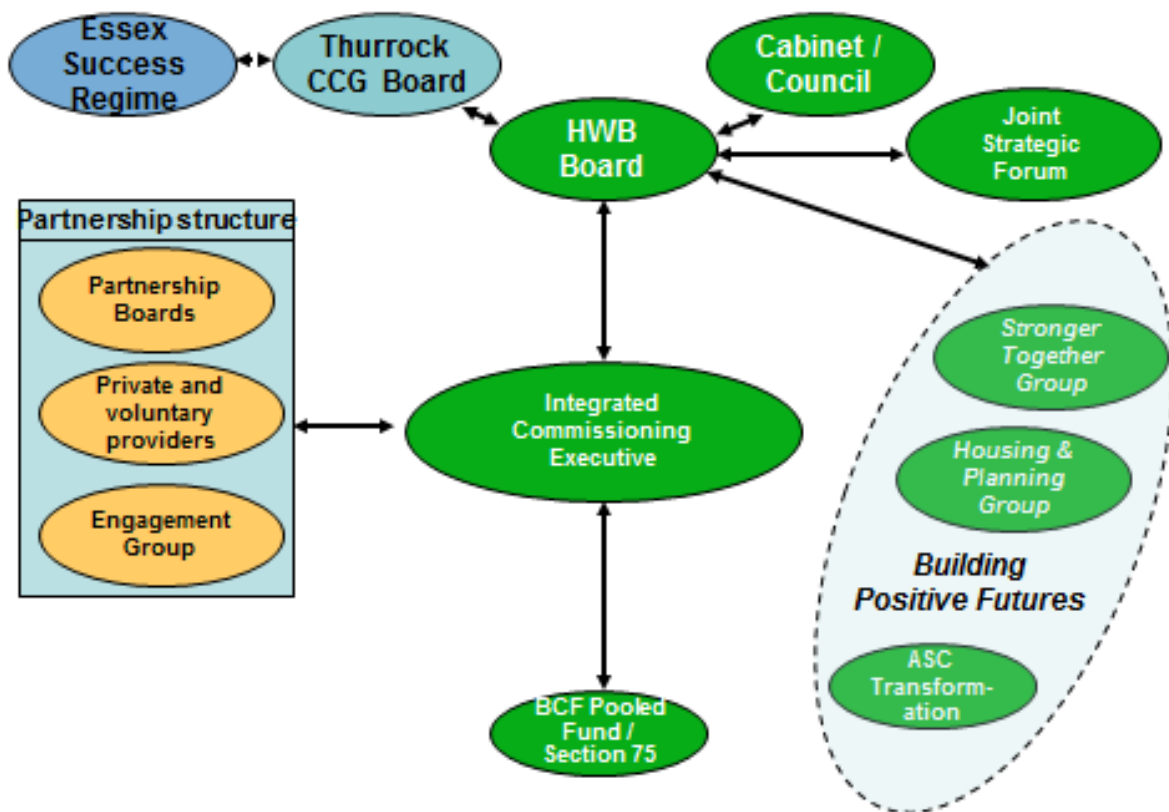 Essex
Success
Regime
Thurrock
CCG Board
Cabinet /
Council
HWB
Board
Joint
Strategic
Forum
Partnership structure
Partnership
Boards
Private and
voluntary
providers
Engagement
Group
Integrated
Commissioning
Executive
BCF Pooled
Fund /
Section 75
Stronger
Together
Group
Housing &
Planning
Group
Building
Positive Futures
ASC
Transform-
ation